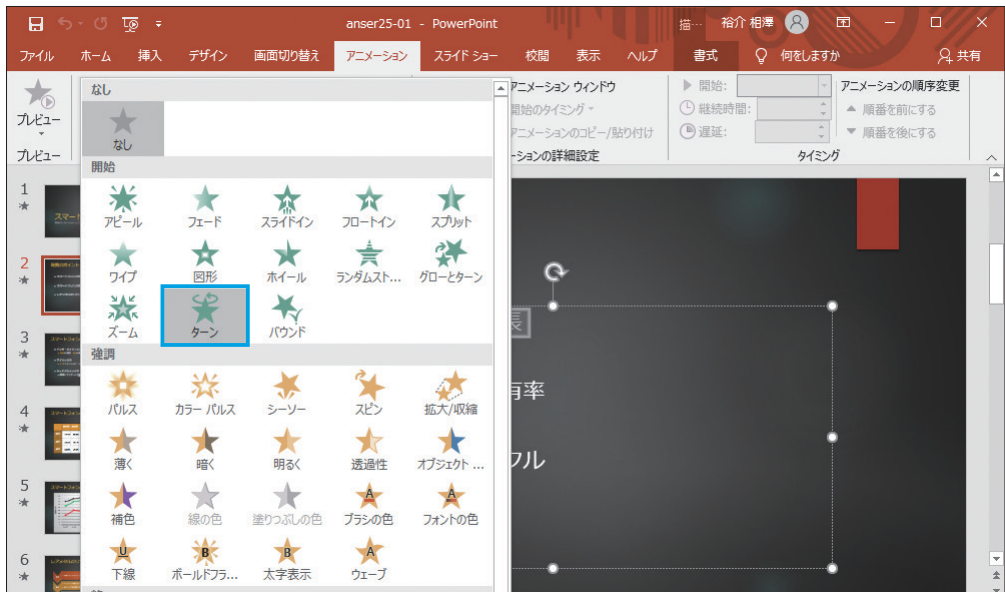 anser25-01 - PowerPoint
描… 裕介 相澤
ファイル ホーム 挿入 デザイン 画面切り替え アニメーション スライド ショー 校閲 表示 ヘルプ 書式 何をしますか 共有
プレビュー
プレビュー
なし
なし
開始
アピール フェード スライドイン フロートイン スプリット
ワイプ 図形 ホイール ランダムスト... グローとターン
ズーム ターン バウンド
強調
パルス カラー パルス シーソー スピン 拡大/収縮
薄く 暗く 明るく 透過性 オブジェクト ...
補色 線の色 塗りつぶしの色 ブラシの色 フォントの色
下線 ボールドフラ... 太字表示 ウェーブ
アニメーション ウィンドウ
開始のタイミング
アニメーションのコピー/貼り付け
ーションの詳細設定
開始:
継続時間:
遅延:
アニメーションの順序変更
順番を前にする
順番を後にする
タイミング
1
2
3
4
5
6
長
有率
フル